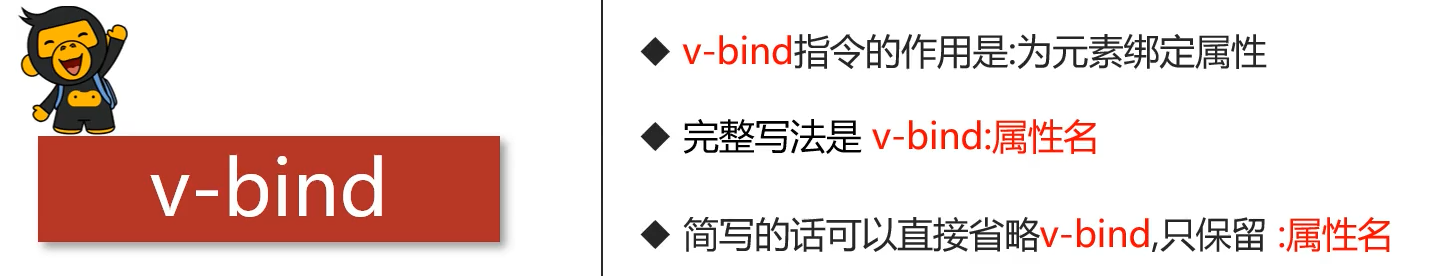 v-bind
v-bind指令的作用是:为元素绑定属性
完整写法是 v-bind:属性名
简写的话可以直接省略v-bind,只保留 :属性名